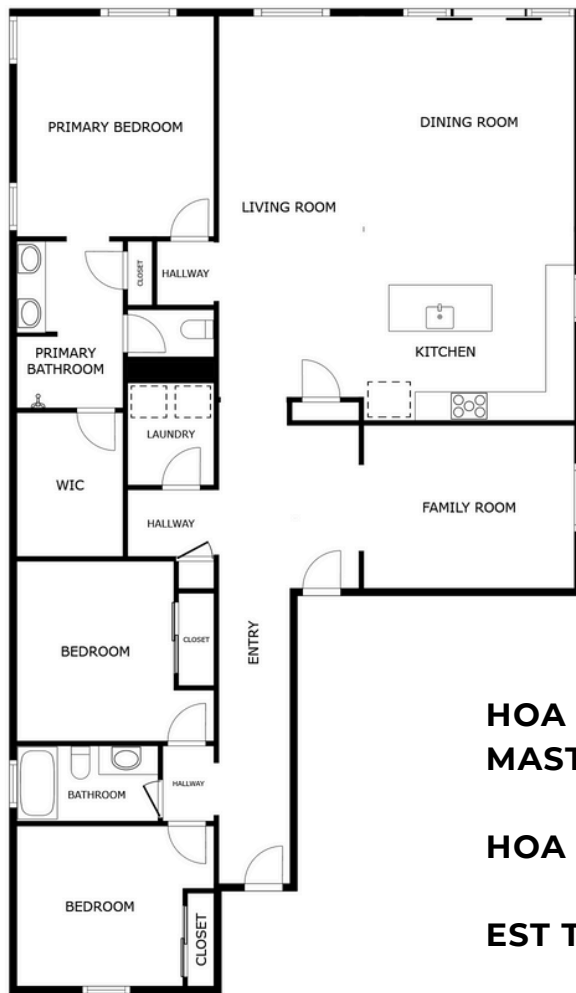 PRIMARY BEDROOM
DINING ROOM
LIVING ROOM
CLOSET
HALLWAY
KITCHEN
PRIMARY
BATHROOM
LAUNDRY
WIC
FAMILY ROOM
HALLWAY
BEDROOM
CLOSET
ENTRY
HOA
MAST
HALLWAY
BATHROOM
HOA
BEDROOM
CLOSET
EST T